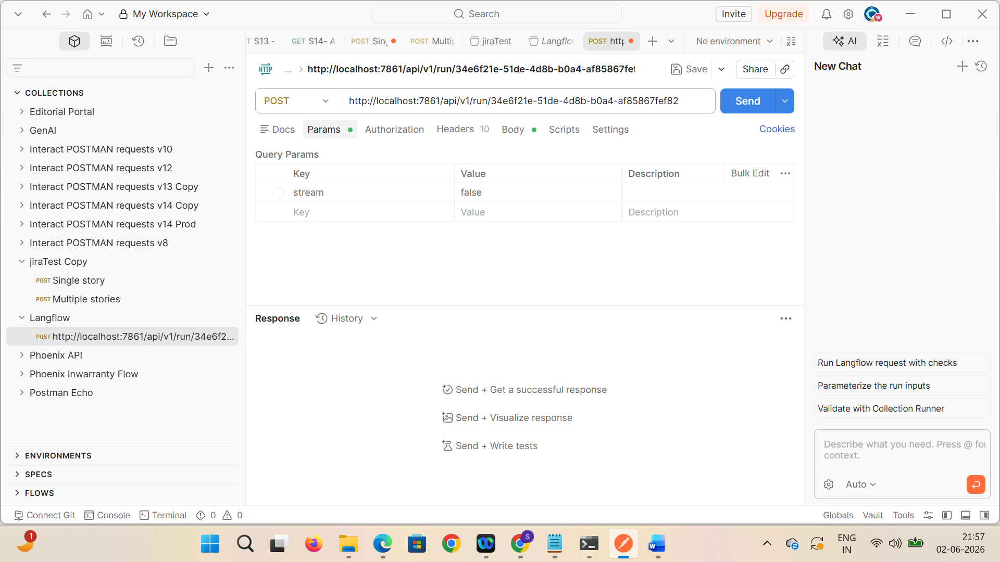 My Workspace
Search
Invite
Upgrade
W
S13 -
GET S14- A
POST Sin
POST Multip
jiraTest
Langflo
POST http
No environment
AI
HTTP
... > http://localhost:7861/api/v1/run/34e6f21e-51de-4d8b-b0a4-af85867fef
Save
Share
New Chat
COLLECTIONS
Editorial Portal
GenAI
Interact POSTMAN requests v10
Interact POSTMAN requests v12
Interact POSTMAN requests v13 Copy
Interact POSTMAN requests v14 Copy
Interact POSTMAN requests v14 Prod
Interact POSTMAN requests v8
jiraTest Copy
POST Single story
POST Multiple stories
Langflow
POST http://localhost:7861/api/v1/run/34e6f2...
Phoenix API
Phoenix Inwarranty Flow
Postman Echo
ENVIRONMENTS
SPECS
FLOWS
POST
http://localhost:7861/api/v1/run/34e6f21e-51de-4d8b-b0a4-af85867fef82
Send
Docs
Params
Authorization
Headers 10
Body
Scripts
Settings
Cookies
Query Params
Key Value Description Bulk Edit
stream false
Key Value Description
Response
History
Send + Get a successful response
Send + Visualize response
Send + Write tests
Run Langflow request with checks
Parameterize the run inputs
Validate with Collection Runner
Describe what you need. Press @ for
context.
Auto
Connect Git
Console
Terminal
0
0
Globals
Vault
Tools
1
S
W
ENG
IN
21:57
02-06-2026